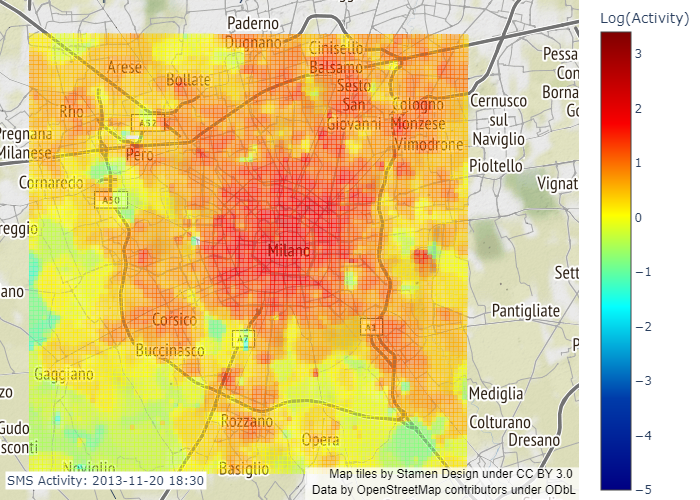 Paderno
Dugnano
Cinisello
Balsamo
Arese
Bollate
Sesto
San
Giovanni
Pessa
Con
Borna
Go
Rho
A52
Cologno
Monzese
Cernusco
sul
Naviglio
Pregnana
Milanese
Pero
Vimodrone
Pioltello
Cornaredo
A50
Vignat
reggio
Milano
Sett
ano
Pantigliate
Corsico
A7
A1
Buccinasco
P
Gaggiano
zo
Mediglia
Rozzano
Colturano
Gudo
sconti
Opera
Dresano
Noviglio
Basiglio
SMS Activity: 2013-11-20 18:30
Map tiles by Stamen Design under CC BY 3.0
Data by OpenStreetMap contributors under ODbL
Log(Activity)
3
2
1
0
−1
−2
−3
−4
−5